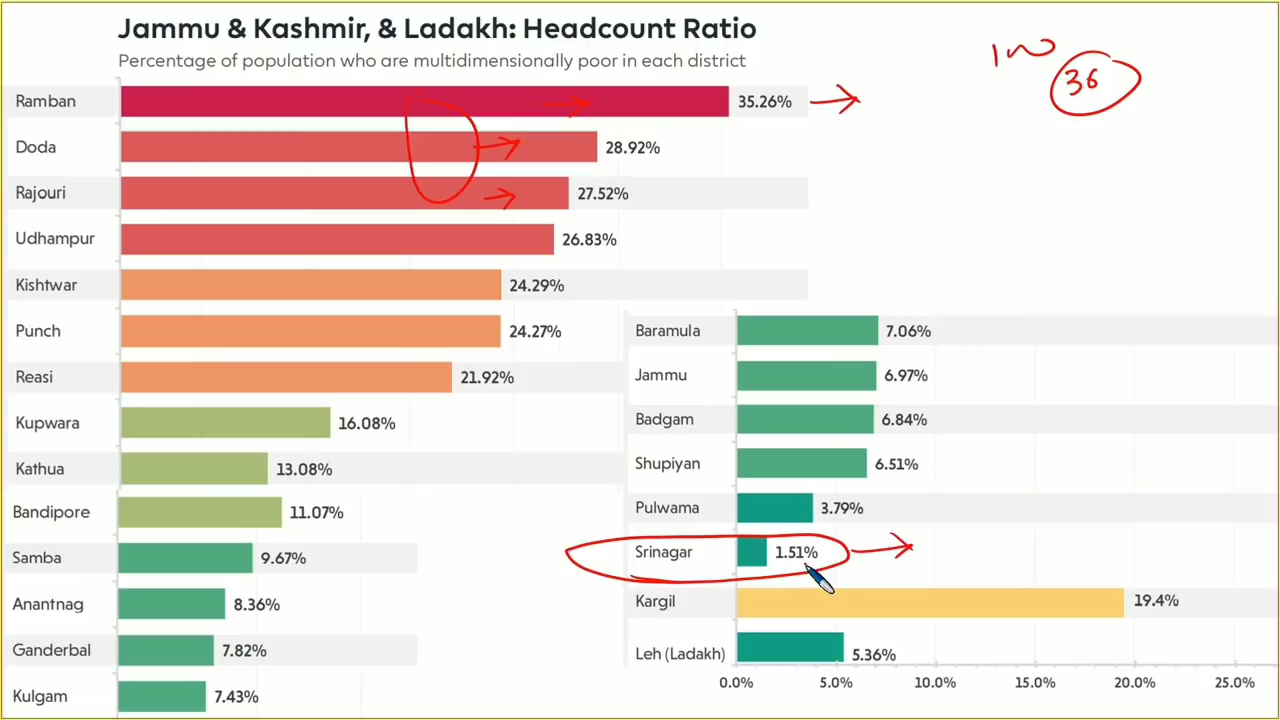 Jammu & Kashmir, & Ladakh: Headcount Ratio
Percentage of population who are multidimensionally poor in each district
36
Ramban 35.26%
Doda 28.92%
Rajouri 27.52%
Udhampur 26.83%
Kishtwar 24.29%
Punch 24.27%
Reasi 21.92%
Kupwara 16.08%
Kathua 13.08%
Bandipore 11.07%
Samba 9.67%
Anantnag 8.36%
Ganderbal 7.82%
Kulgam 7.43%
Baramula 7.06%
Jammu 6.97%
Badgam 6.84%
Shupiyan 6.51%
Pulwama 3.79%
Srinagar 1.51%
Kargil 19.4%
Leh (Ladakh) 5.36%
0.0% 5.0% 10.0% 15.0% 20.0% 25.0%